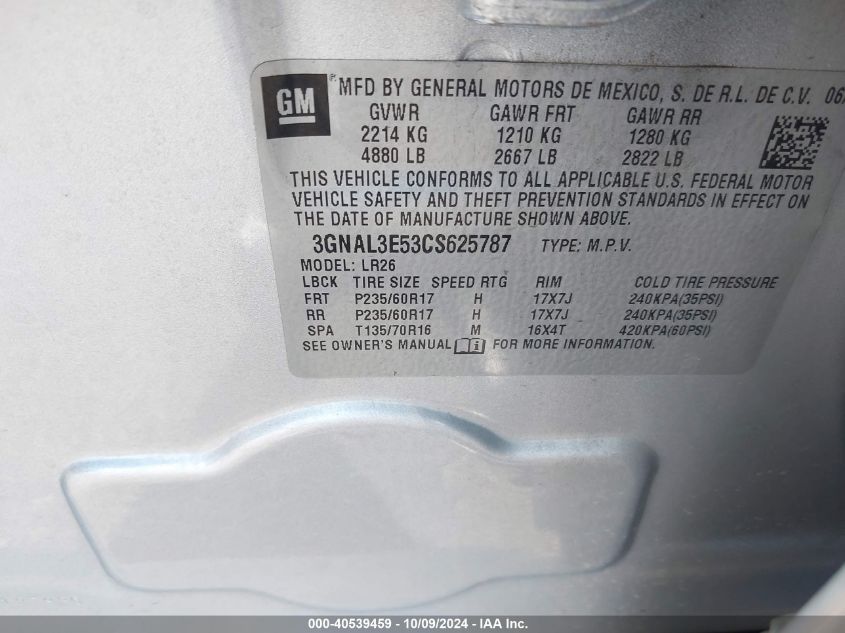 GM
MFD BY GENERAL MOTORS DE MEXICO, S. DE R.L. DE C.V. 06/
GVWR GAWR FRT GAWR RR
2214 KG 1210 KG 1280 KG
4880 LB 2667 LB 2822 LB
THIS VEHICLE CONFORMS TO ALL APPLICABLE U.S. FEDERAL MOTOR
VEHICLE SAFETY AND THEFT PREVENTION STANDARDS IN EFFECT ON
THE DATE OF MANUFACTURE SHOWN ABOVE.
3GNAL3E53CS625787 TYPE: M.P.V.
MODEL: LR26
LBCK TIRE SIZE SPEED RTG RIM COLD TIRE PRESSURE
FRT P235/60R17 H 17X7J 240KPA(35PSI)
RR P235/60R17 H 17X7J 240KPA(35PSI)
SPA T135/70R16 M 16X4T 420KPA(60PSI)
SEE OWNER'S MANUAL FOR MORE INFORMATION.
000-40539459 - 10/09/2024 - IAA Inc.